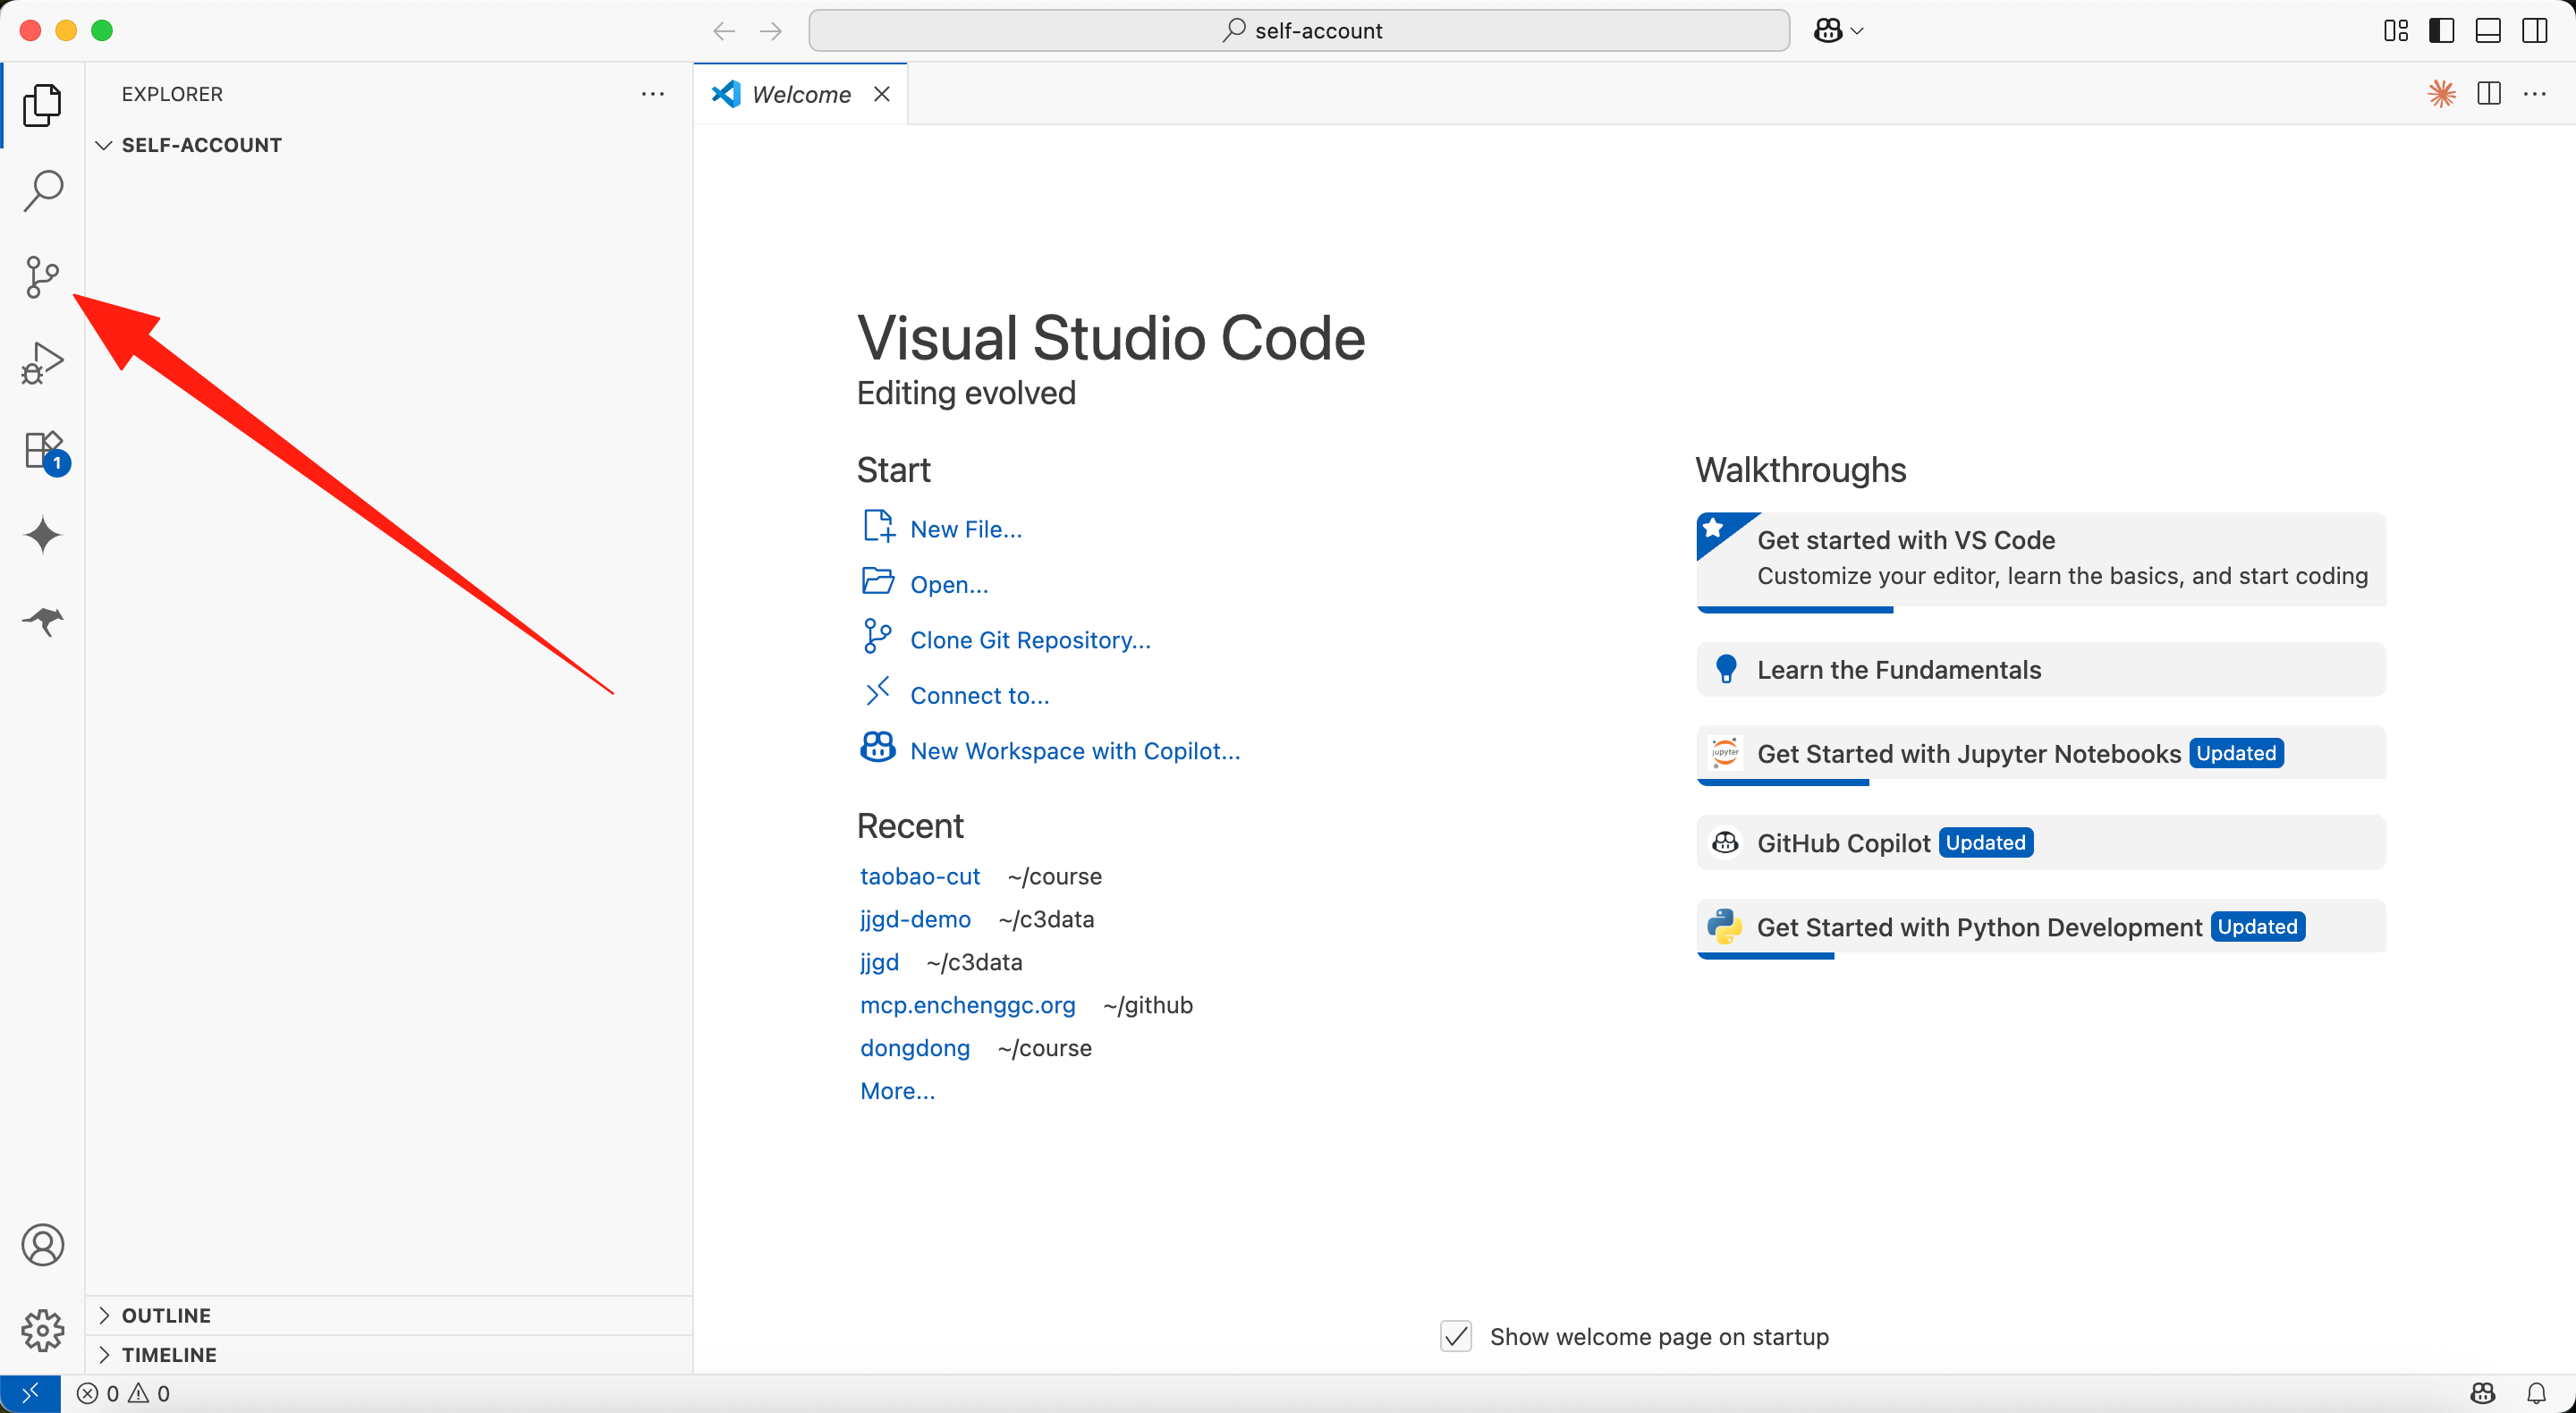 self-account
EXPLORER
SELF-ACCOUNT
1
OUTLINE
TIMELINE
0 0
Welcome
Visual Studio Code
Editing evolved
Start
New File...
Open...
Clone Git Repository...
Connect to...
New Workspace with Copilot...
Recent
taobao-cut ~/course
jjgd-demo ~/c3data
jjgd ~/c3data
mcp.enchenggc.org ~/github
dongdong ~/course
More...
Walkthroughs
Get started with VS Code
Customize your editor, learn the basics, and start coding
Learn the Fundamentals
jupyter
Get Started with Jupyter Notebooks Updated
GitHub Copilot Updated
Get Started with Python Development Updated
Show welcome page on startup